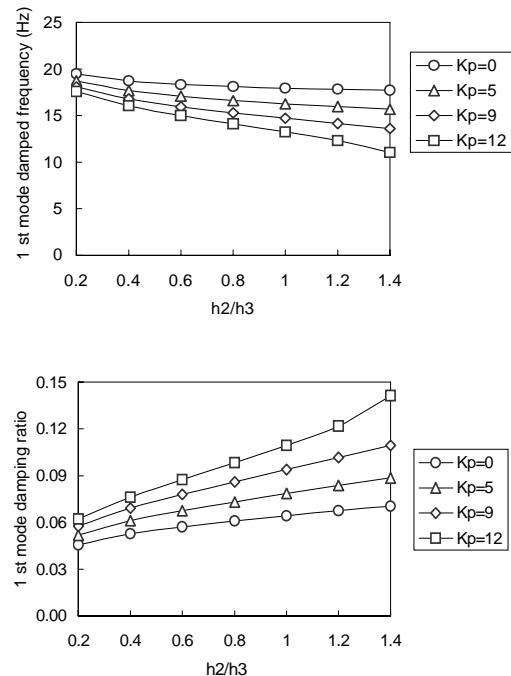 1 st mode damped frequency (Hz)
25
20
15
10
5
0
0.2 0.4 0.6 0.8 1 1.2 1.4
h2/h3
Kp=0
Kp=5
Kp=9
Kp=12
1 st mode damping ratio
0.15
0.12
0.09
0.06
0.03
0.00
0.2 0.4 0.6 0.8 1 1.2 1.4
h2/h3
Kp=0
Kp=5
Kp=9
Kp=12